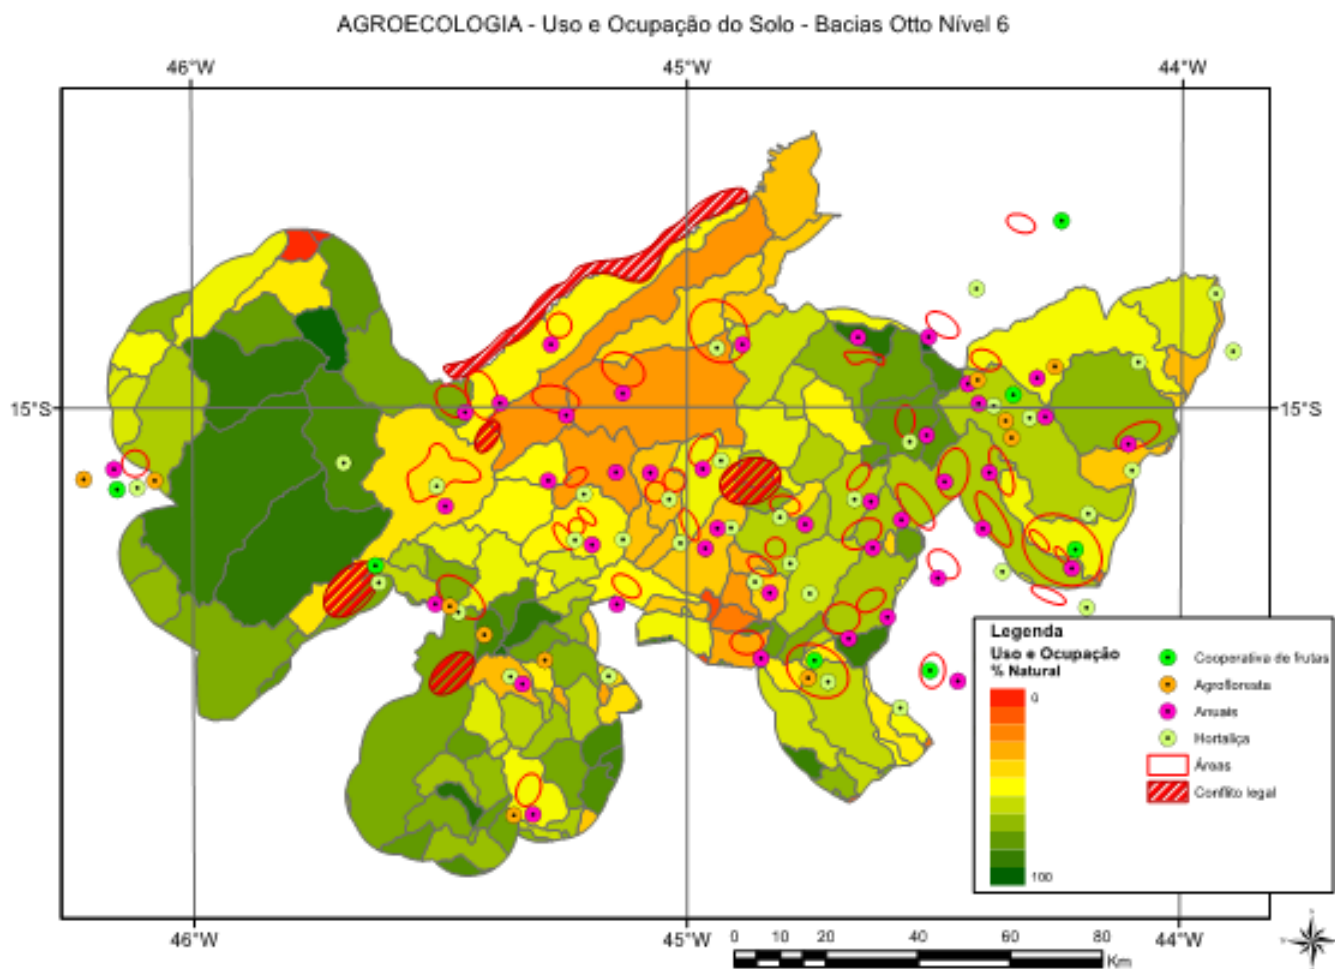 AGROECOLOGIA - Uso e Ocupação do Solo - Bacias Otto Nível 6
46°W 45°W 44°W
15°S 15°S
Legenda
Uso e Ocupação
% Natural
0
100
Cooperativa de frutas
Agrofloresta
Anuais
Hortaliça
Áreas
Conflito legal
46°W 45°W 44°W
0 10 20 40 60 80
Km